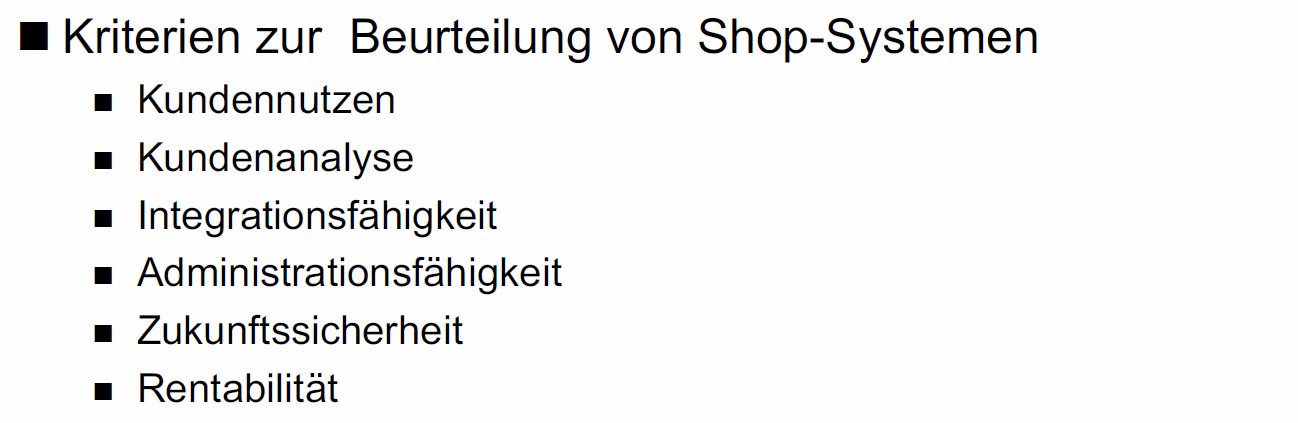 Kriterien zur Beurteilung von Shop-Systemen
Kundennutzen
Kundenanalyse
Integrationsfähigkeit
Administrationsfähigkeit
Zukunftssicherheit
Rentabilität